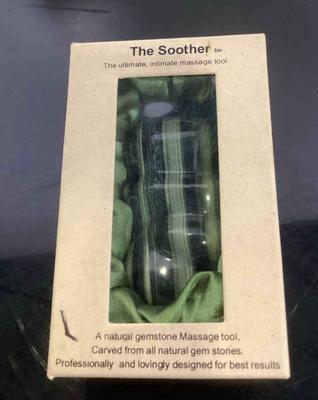 The Soother tm
The ultimate, intimate massage tool
A natural gemstone Massage tool,
Carved from all natural gem stones.
Professionally and lovingly designed for best results